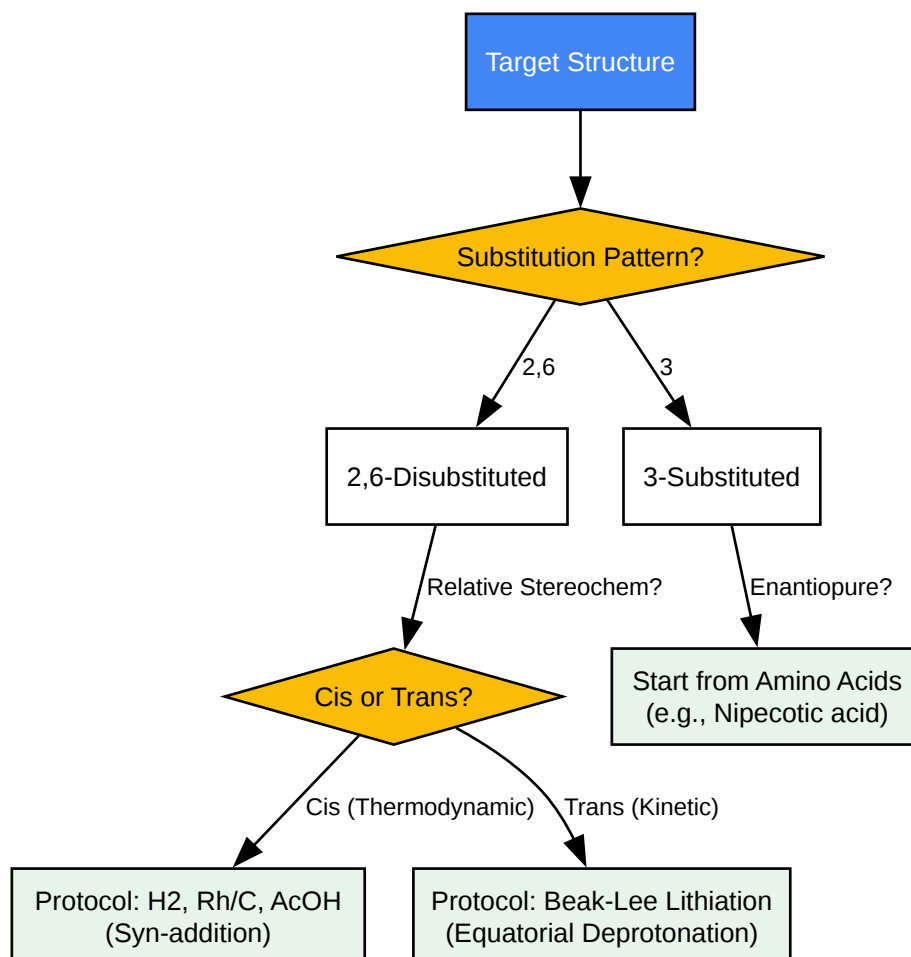 Target Structure
Substitution Pattern?
2,6
3
2,6-Disubstituted
3-Substituted
Relative Stereochem?
Enantiopure?
Cis or Trans?
Start from Amino Acids
(e.g., Nipecotic acid)
Cis (Thermodynamic)
Trans (Kinetic)
Protocol: H2, Rh/C, AcOH
(Syn-addition)
Protocol: Beak-Lee Lithiation
(Equatorial Deprotonation)